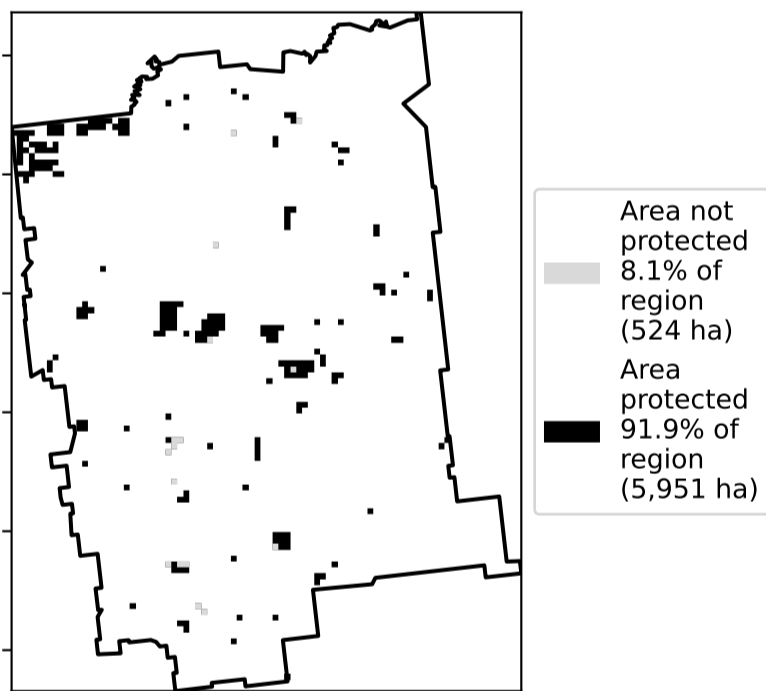 Area not
protected
8.1% of
region
(524 ha)
Area
protected
91.9% of
region
(5,951 ha)